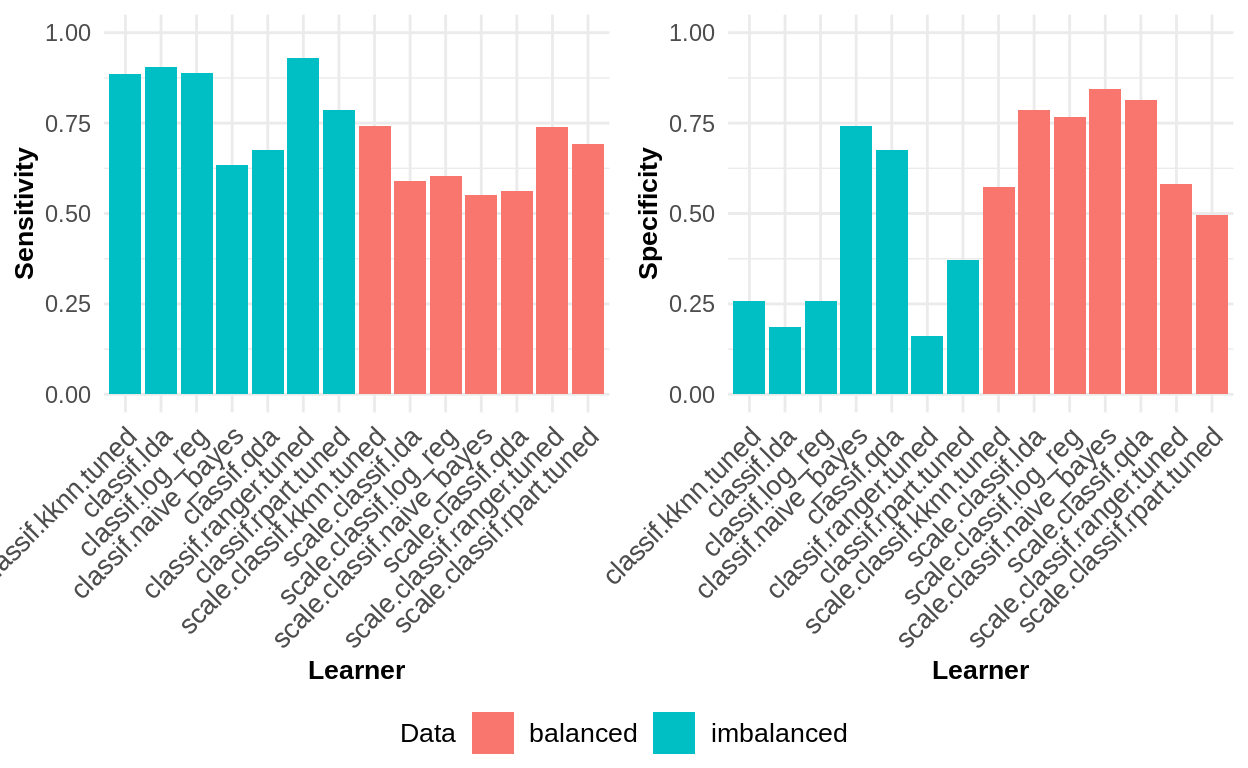 1.00
0.75
0.50
0.25
0.00
Sensitivity
lassif.kknn.tuned
classif.lda
classif.log_reg
classif.naive_bayes
classif.qda
classif.ranger.tuned
classif.rpart.tuned
scale.classif.kknn.tuned
scale.classif.lda
scale.classif.log_reg
scale.classif.naive_bayes
scale.classif.qda
scale.classif.ranger.tuned
scale.classif.rpart.tuned
Learner
1.00
0.75
0.50
0.25
0.00
Specificity
classif.kknn.tuned
classif.lda
classif.log_reg
classif.naive_bayes
classif.qda
classif.ranger.tuned
classif.rpart.tuned
scale.classif.kknn.tuned
scale.classif.lda
scale.classif.log_reg
scale.classif.naive_bayes
scale.classif.qda
scale.classif.ranger.tuned
scale.classif.rpart.tuned
Learner
Data balanced imbalanced